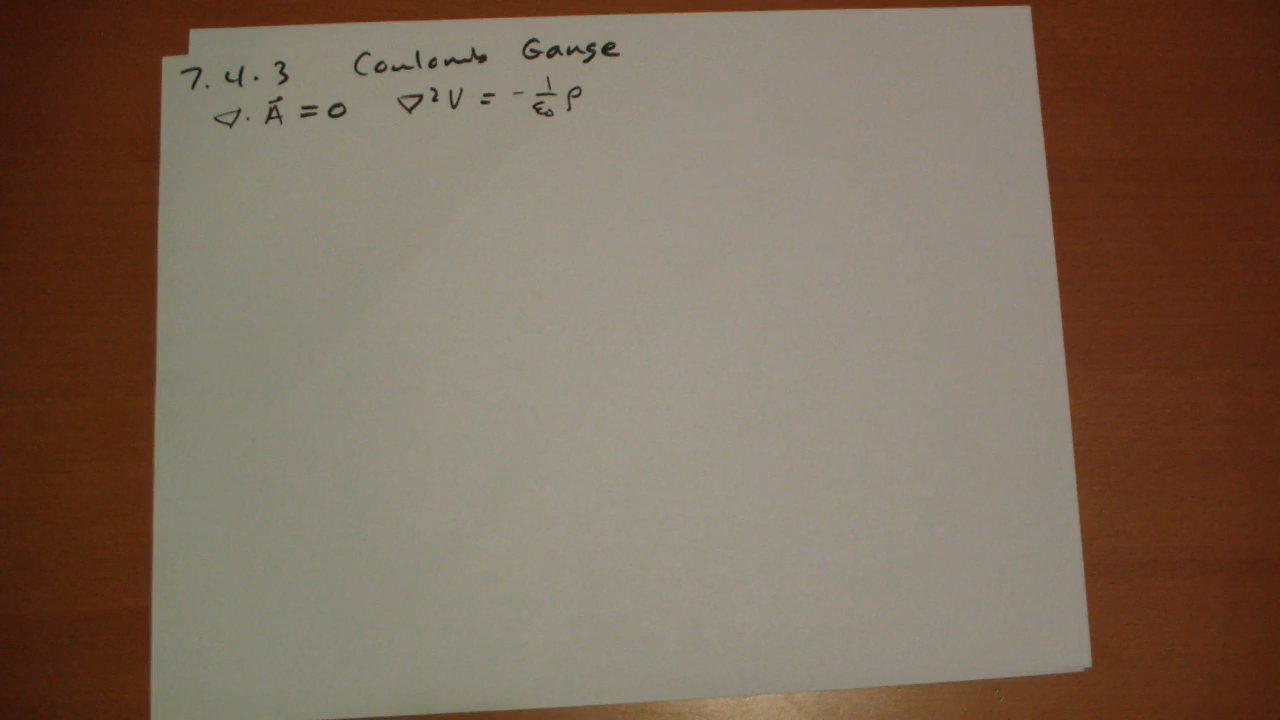 7.4.3 Coulomb Gauge
∇·A⃗ = 0 ∇²V = -1/ε₀ ρ